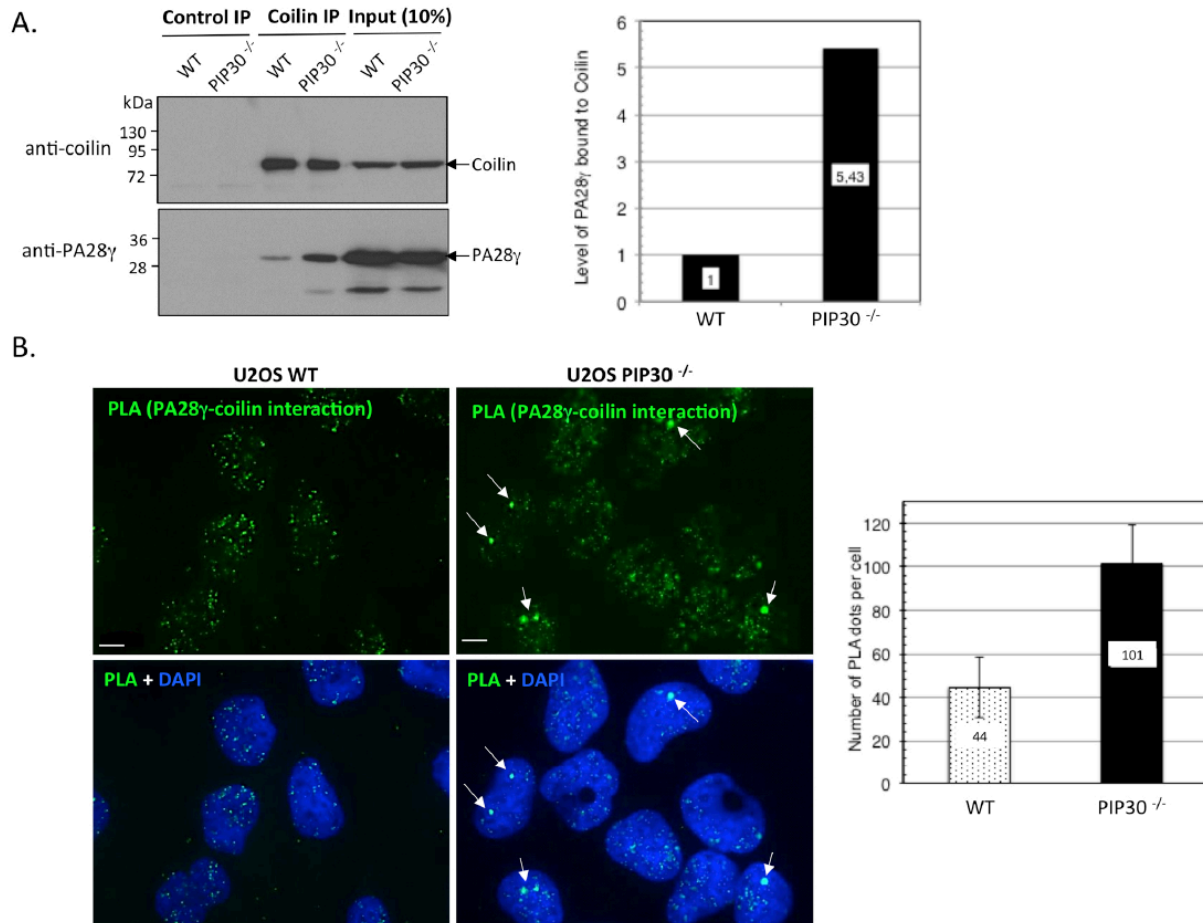 A.
Control IP Coilin IP Input (10%)
WT PIP30 -/- WT PIP30 -/- WT PIP30 -/-
kDa
anti-coilin
130
95
72
Coilin
anti-PA28γ
36
28
PA28γ
Level of PA28γ bound to Coilin
6
5
4
3
2
1
0
1
5,43
WT PIP30 -/-
B.
U2OS WT U2OS PIP30 -/-
PLA (PA28γ-coilin interaction) PLA (PA28γ-coilin interaction)
PLA + DAPI PLA + DAPI
Number of PLA dots per cell
120
100
80
60
40
20
0
44
101
WT PIP30 -/-